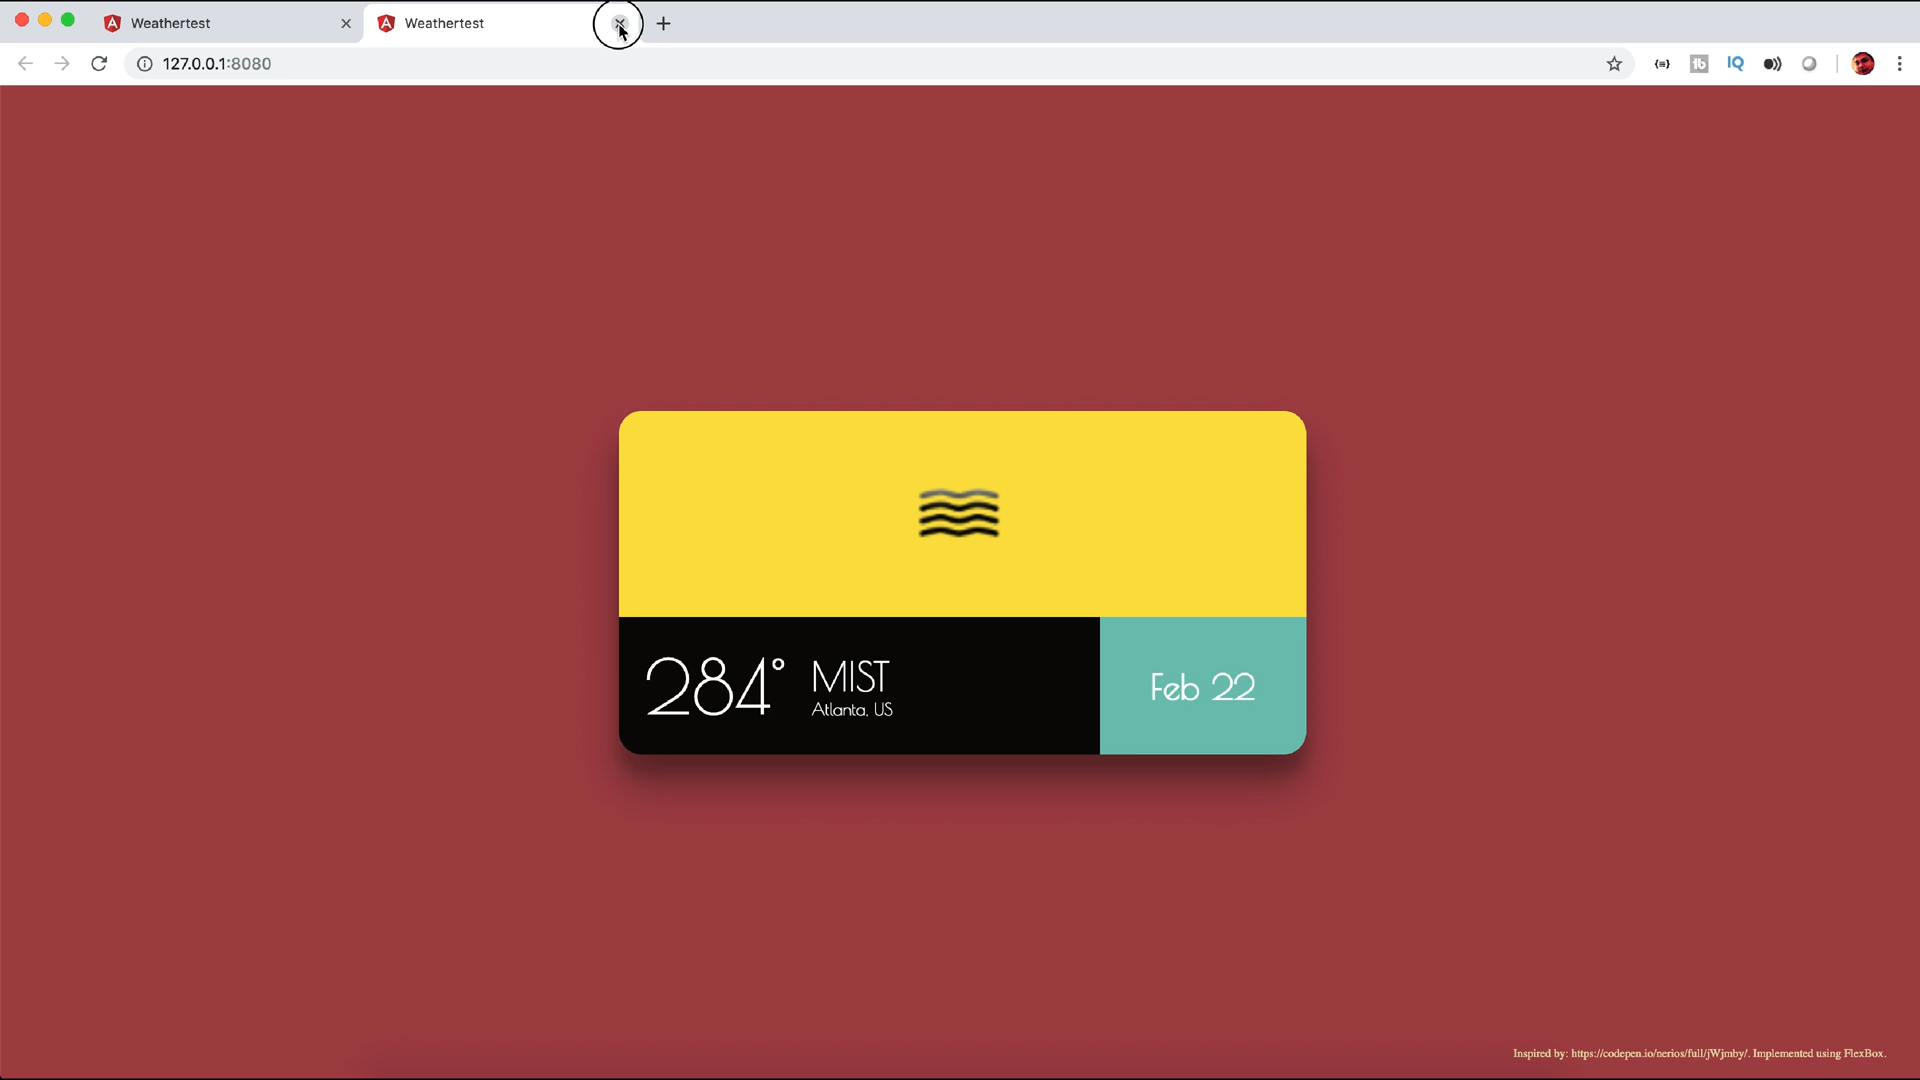 Weathertest
Weathertest
127.0.0.1:8080
IQ
284°
MIST
Atlanta, US
Feb 22
Inspired by: https://codepen.io/nerios/full/jWjmby/. Implemented using FlexBox.